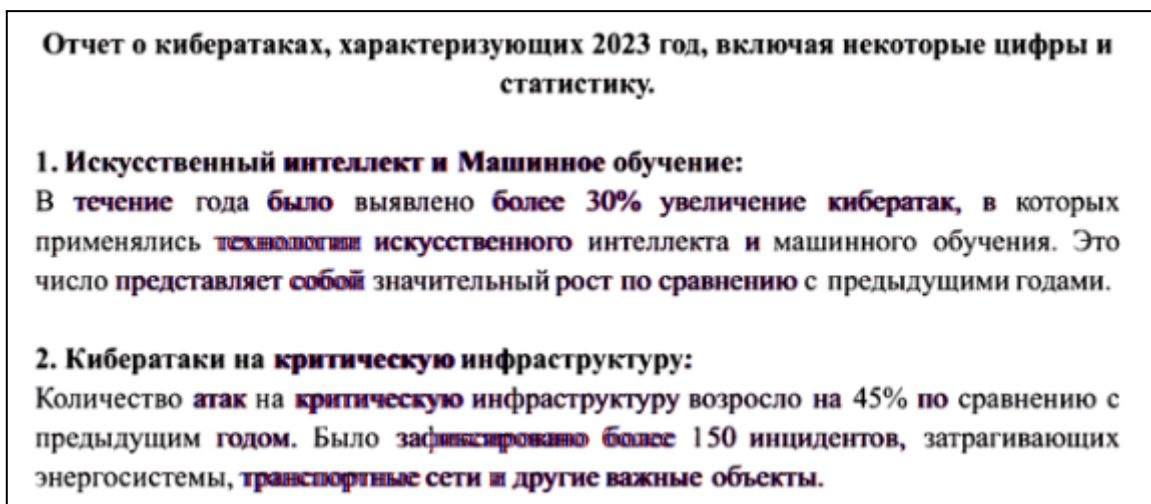 Отчет о кибератаках, характеризующих 2023 год, включая некоторые цифры и
статистику.
1. Искусственный интеллект и Машинное обучение:
В течение года было выявлено более 30% увеличение кибератак, в которых
применялись технологии искусственного интеллекта и машинного обучения. Это
число представляет собой значительный рост по сравнению с предыдущими годами.
2. Кибератаки на критическую инфраструктуру:
Количество атак на критическую инфраструктуру возросло на 45% по сравнению с
предыдущим годом. Было зафиксировано более 150 инцидентов, затрагивающих
энергосистемы, транспортные сети и другие важные объекты.